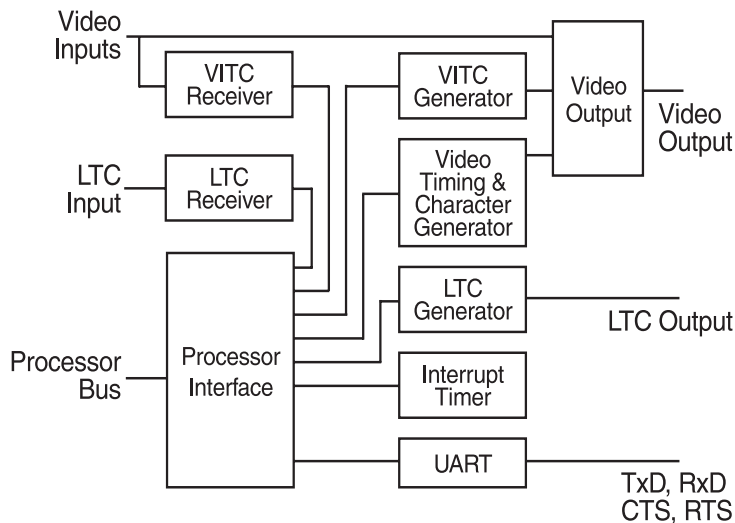 Video
Inputs
VITC
Receiver
VITC
Generator
Video
Output
Video
Output
LTC
Input
LTC
Receiver
Video
Timing &
Character
Generator
LTC
Generator
LTC Output
Processor
Bus
Processor
Interface
Interrupt
Timer
UART
TxD, RxD
CTS, RTS